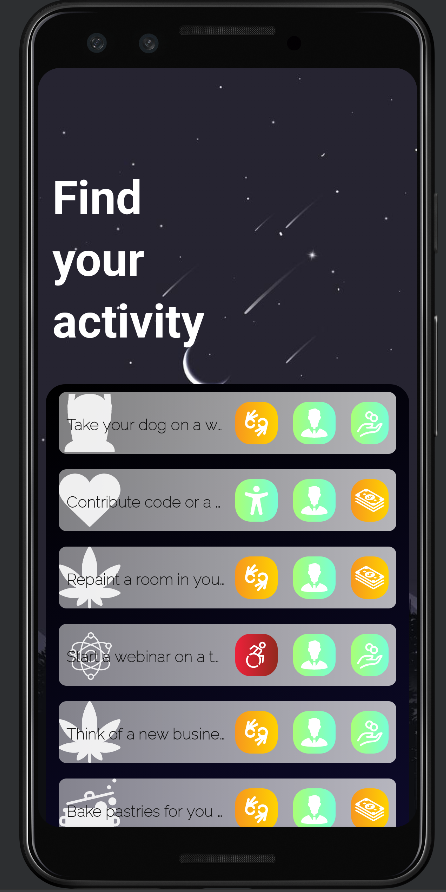 Find
your
activity
Take your dog on a w..
Contribute code or a ..
Repaint a room in you..
Start a webinar on a t..
Think of a new busine..
Bake pastries for you ..